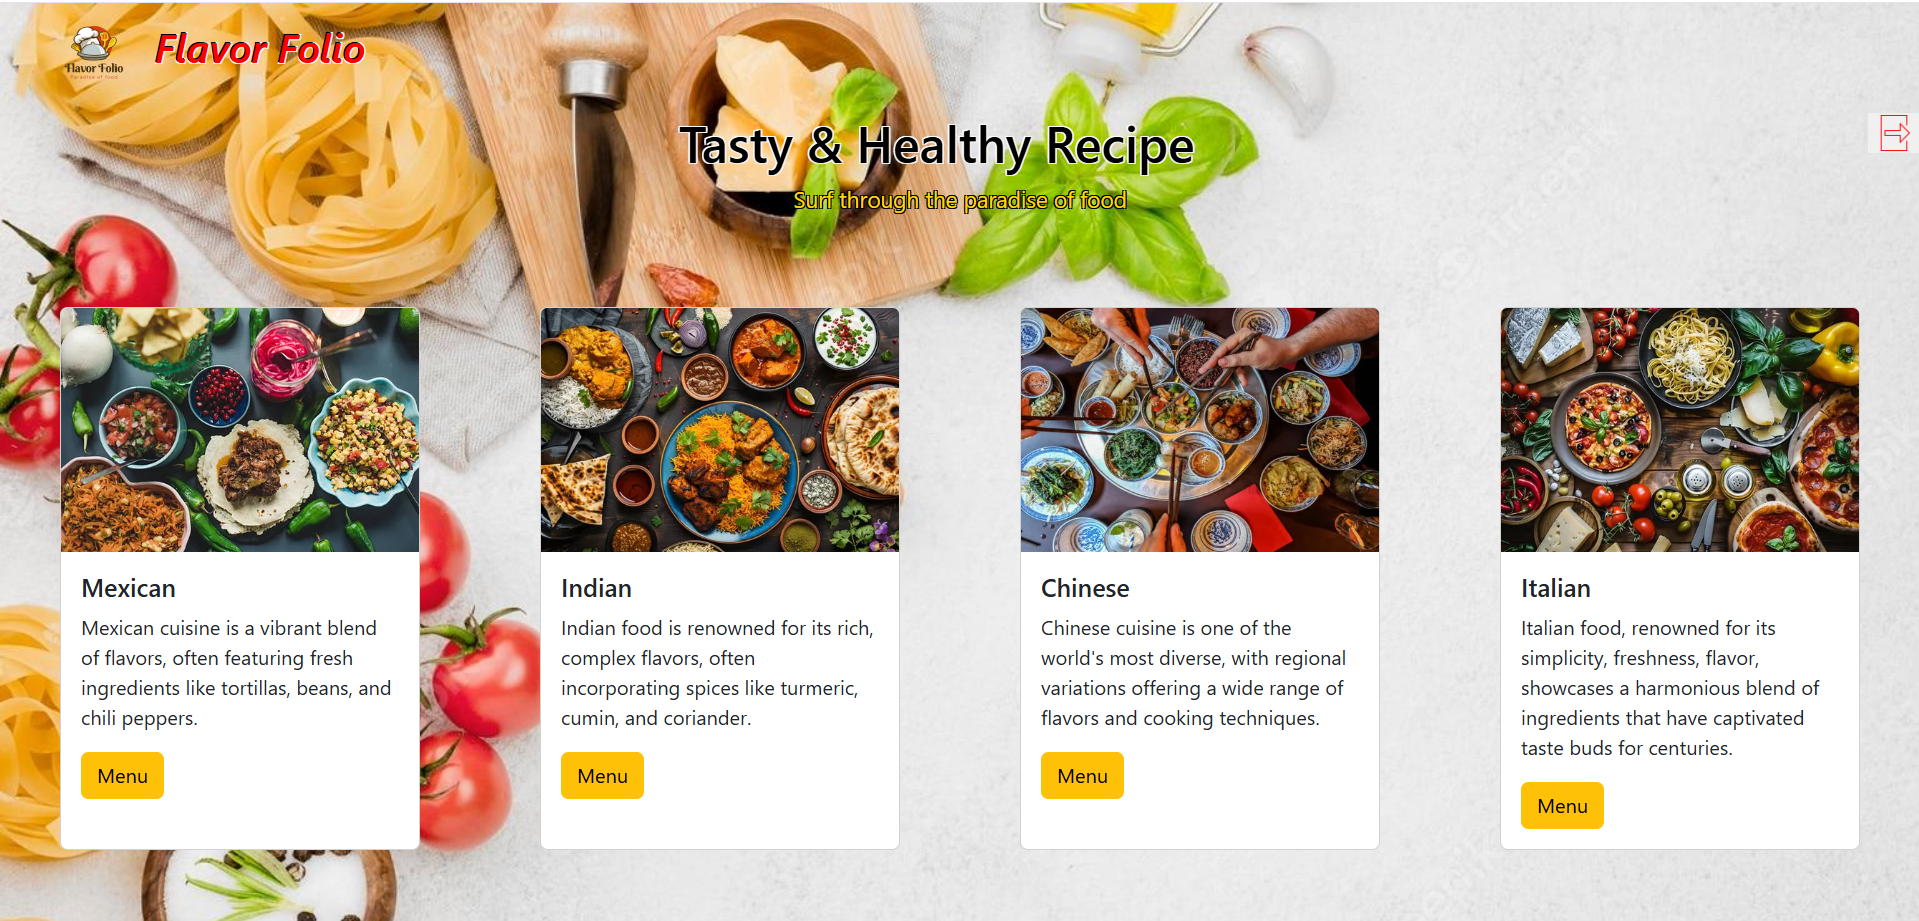 Flavor Folio
Flavor Folio
Paradise of food
Tasty & Healthy Recipe
Surf through the paradise of food
Mexican
Mexican cuisine is a vibrant blend
of flavors, often featuring fresh
ingredients like tortillas, beans, and
chili peppers.
Menu
Indian
Indian food is renowned for its rich,
complex flavors, often
incorporating spices like turmeric,
cumin, and coriander.
Menu
Chinese
Chinese cuisine is one of the
world's most diverse, with regional
variations offering a wide range of
flavors and cooking techniques.
Menu
Italian
Italian food, renowned for its
simplicity, freshness, flavor,
showcases a harmonious blend of
ingredients that have captivated
taste buds for centuries.
Menu